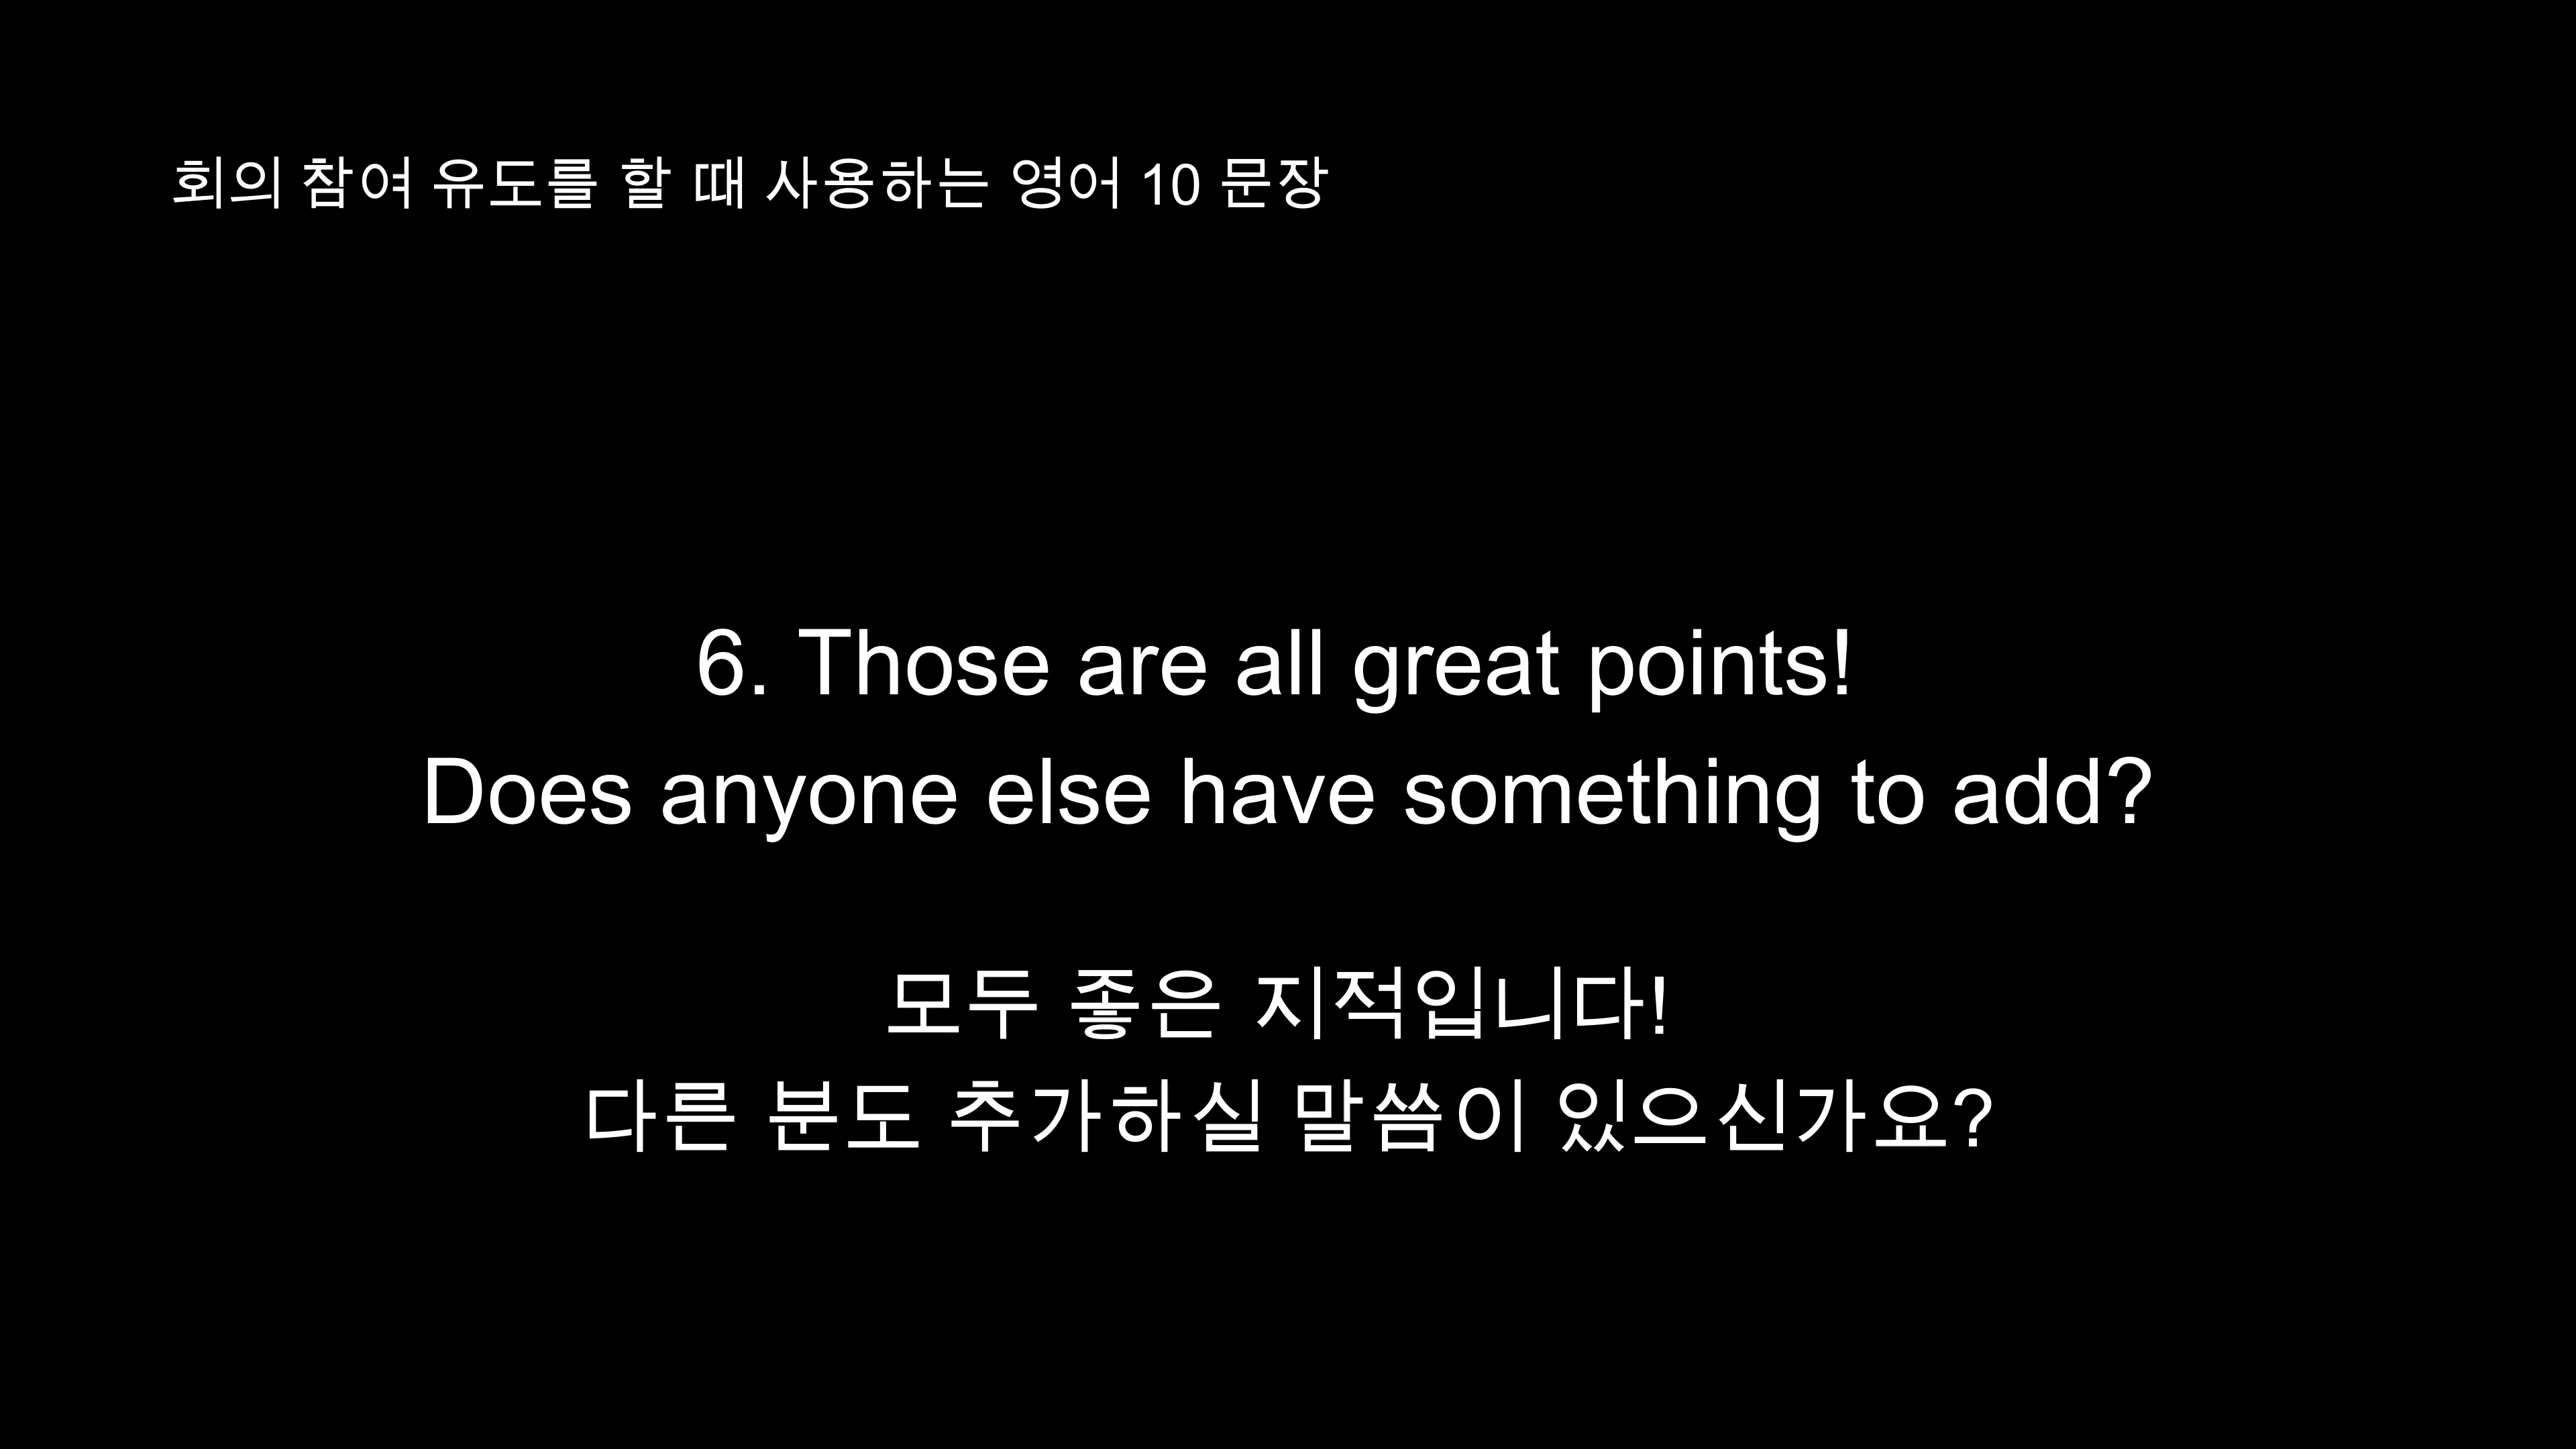 회의 참여 유도를 할 때 사용하는 영어 10 문장
6. Those are all great points!
Does anyone else have something to add?
모두 좋은 지적입니다!
다른 분도 추가하실 말씀이 있으신가요?